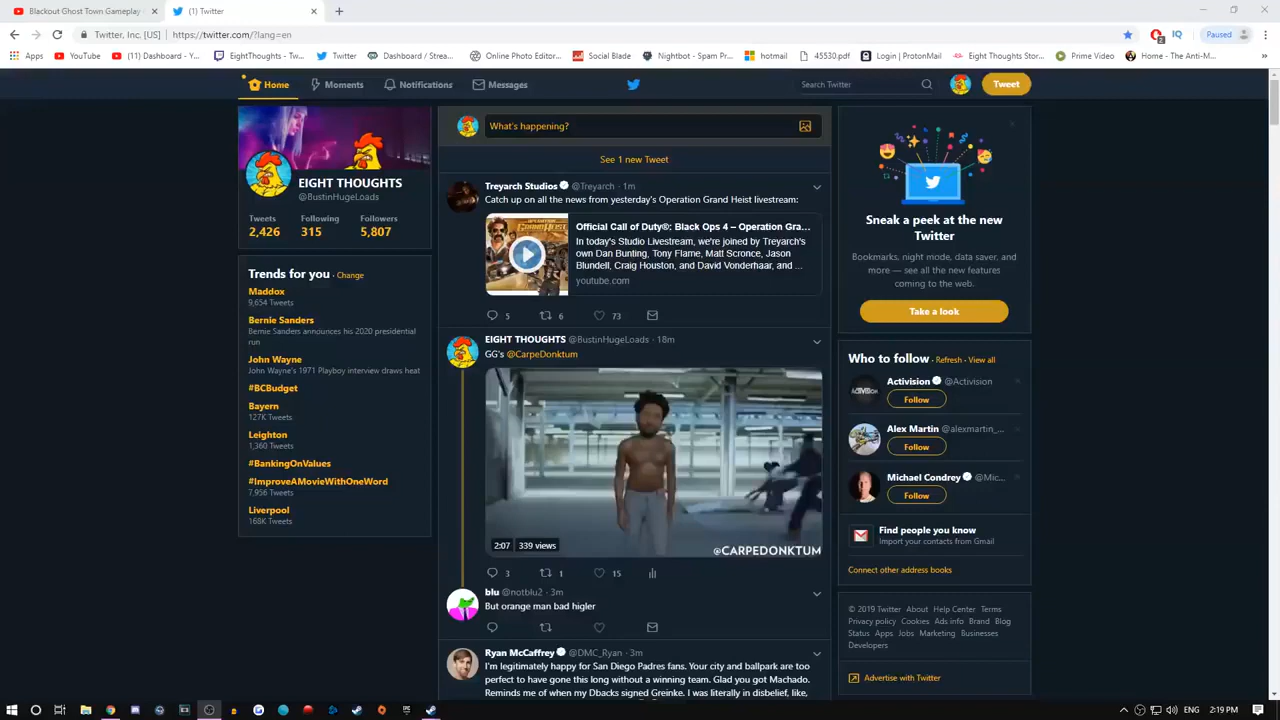 Blackout Ghost Town Gameplay
(1) Twitter
Twitter, Inc. [US]
https://twitter.com/?lang=en
Paused
Apps
YouTube
(11) Dashboard - Y...
EightThoughts - Tw...
Twitter
Dashboard / Strea...
Online Photo Editor...
Social Blade
Nightbot - Spam Pr...
hotmail
45530.pdf
Login | ProtonMail
Eight Thoughts Stor...
Prime Video
Home - The Anti-M...
Home
Moments
Notifications
Messages
Search Twitter
Tweet
EIGHT THOUGHTS
@BustinHugeLoads
Tweets Following Followers
2,426 315 5,807
Trends for you · Change
Maddox
9,654 Tweets
Bernie Sanders
Bernie Sanders announces his 2020 presidential
run
John Wayne
John Wayne's 1971 Playboy interview draws heat
#BCBudget
Bayern
127K Tweets
Leighton
1,360 Tweets
#BankingOnValues
#ImproveAMovieWithOneWord
7,956 Tweets
Liverpool
168K Tweets
What's happening?
See 1 new Tweet
Treyarch Studios @Treyarch · 1m
Catch up on all the news from yesterday's Operation Grand Heist livestream:
Official Call of Duty®: Black Ops 4 – Operation Gra...
In today's Studio Livestream, we're joined by Treyarch's
own Dan Bunting, Tony Flame, Matt Scronce, Jason
Blundell, Craig Houston, and David Vonderhaar, and ...
youtube.com
5 6 73
EIGHT THOUGHTS @BustinHugeLoads · 18m
GG's @CarpeDonktum
2:07 339 views
@CARPEDONKTUM
3 1 15
blu @notblu2 · 3m
But orange man bad higler
Ryan McCaffrey @DMC_Ryan · 3m
I'm legitimately happy for San Diego Padres fans. Your city and ballpark are too
perfect to have gone this long without a winning team. Glad you got Machado.
Reminds me of when my Dbacks signed Greinke. I was literally in disbelief, like,
Sneak a peek at the new
Twitter
Bookmarks, night mode, data saver, and
more — see all the new features
coming to the web.
Take a look
Who to follow · Refresh · View all
Activision @Activision
Follow
Alex Martin @alexmartin_...
Follow
Michael Condrey @Mic...
Follow
Find people you know
Import your contacts from Gmail
Connect other address books
© 2019 Twitter About Help Center Terms
Privacy policy Cookies Ads info Brand Blog
Status Apps Jobs Marketing Businesses
Developers
Advertise with Twitter
ENG
2:19 PM